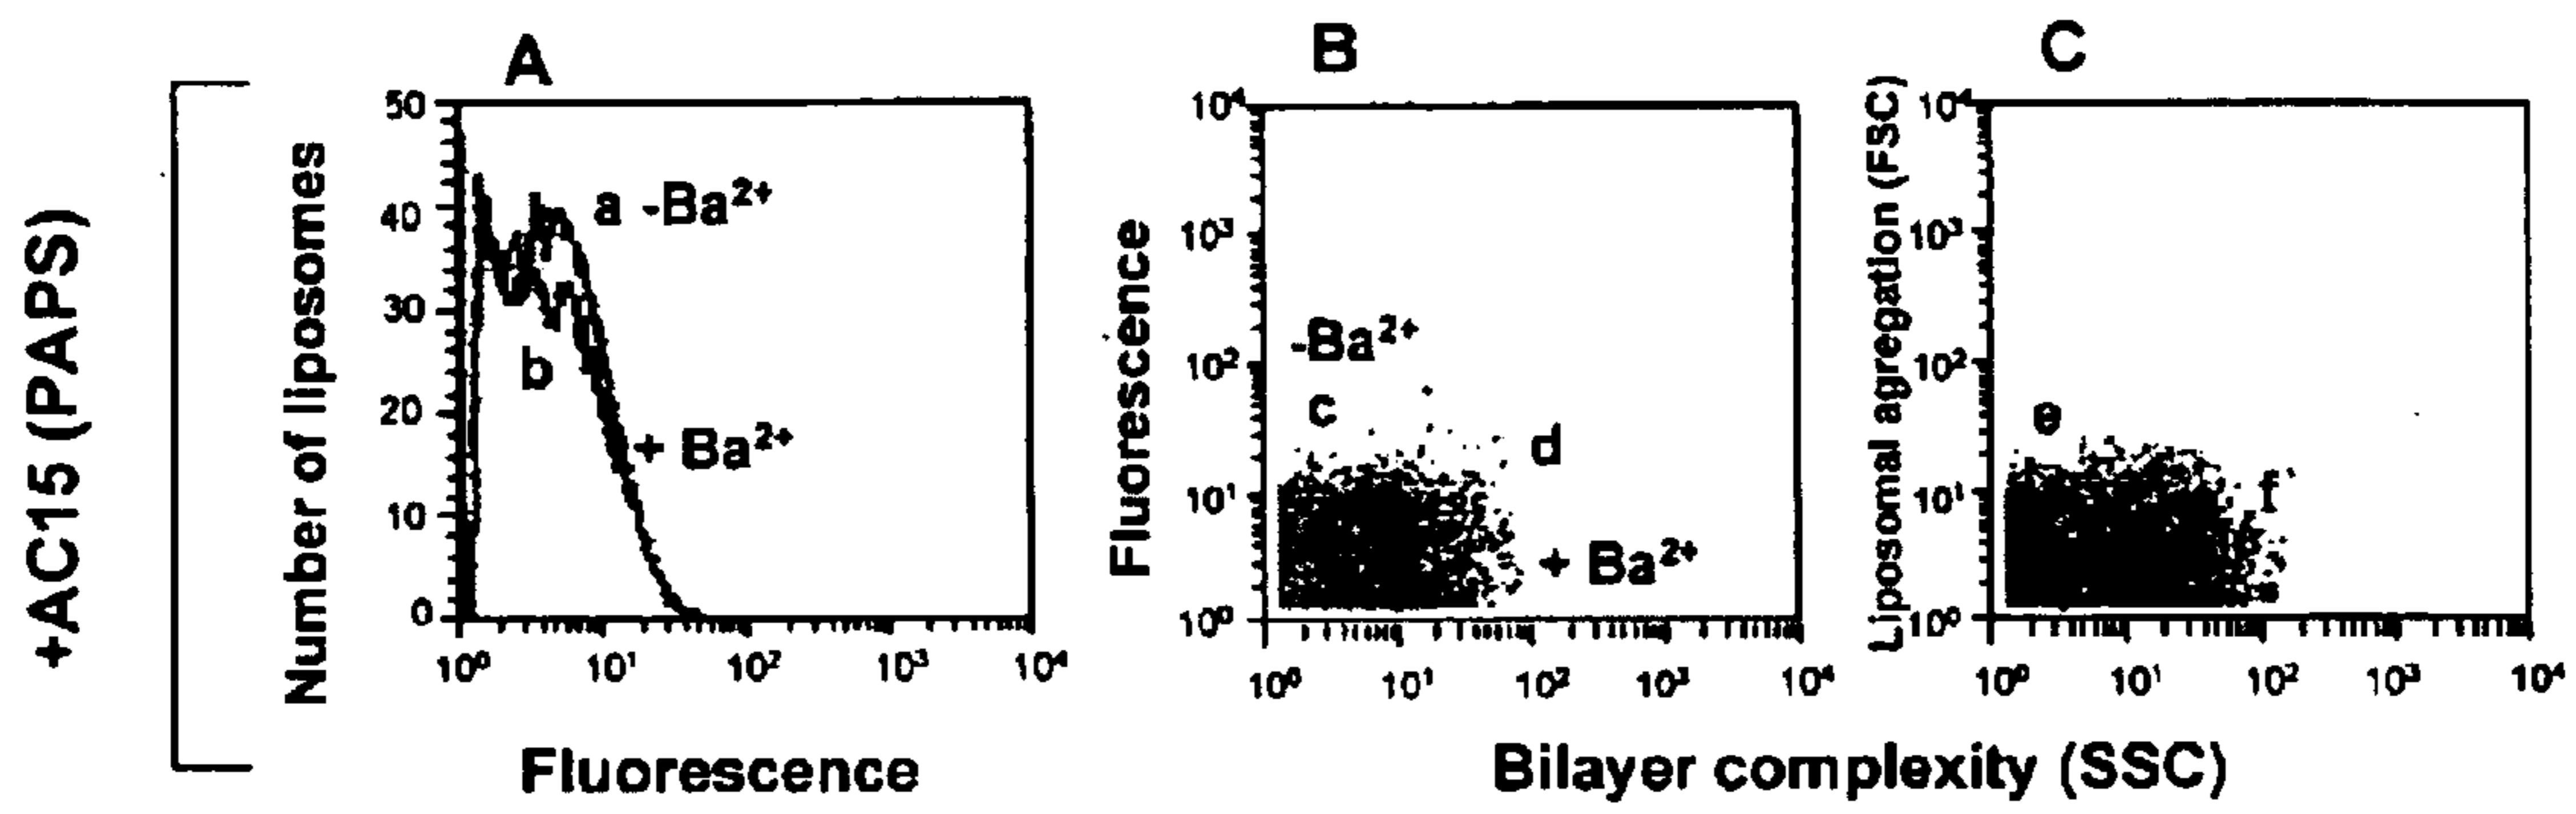 +AC15 (PAPS)
A
Number of liposomes
50
40
30
20
10
0
a -Ba²⁺
b
+ Ba²⁺
10⁰ 10¹ 10² 10³ 10⁴
Fluorescence
B
Fluorescence
10⁴
10³
10²
10¹
10⁰
-Ba²⁺
c
d
+ Ba²⁺
10⁰ 10¹ 10² 10³ 10⁴
C
Liposomal agregation (FSC)
10⁴
10³
10²
10¹
10⁰
e
f
10⁰ 10¹ 10² 10³ 10⁴
Bilayer complexity (SSC)